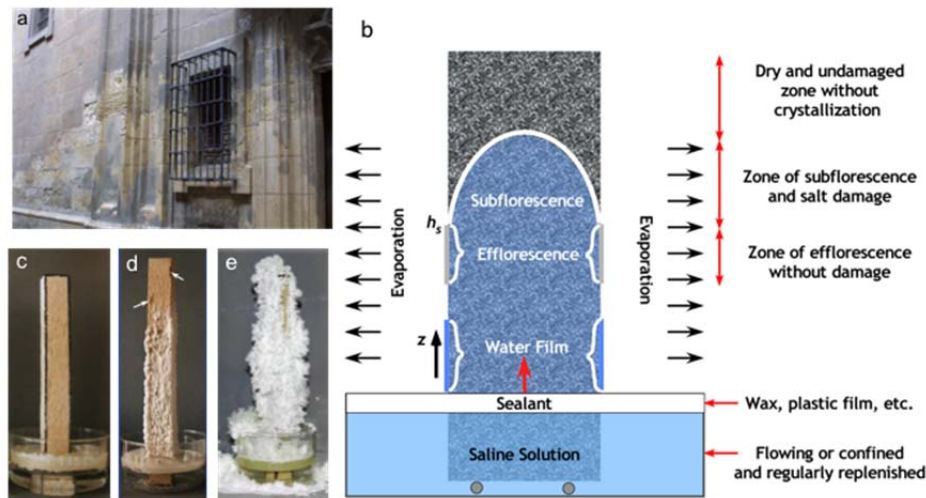 a
b
Dry and undamaged
zone without
crystallization
Zone of subflorescence
and salt damage
Zone of efflorescence
without damage
Evaporation
Subflorescence
hs
Efflorescence
Evaporation
z
Water Film
Sealant
Wax, plastic film, etc.
Saline Solution
Flowing or confined
and regularly replenished
c
d
e